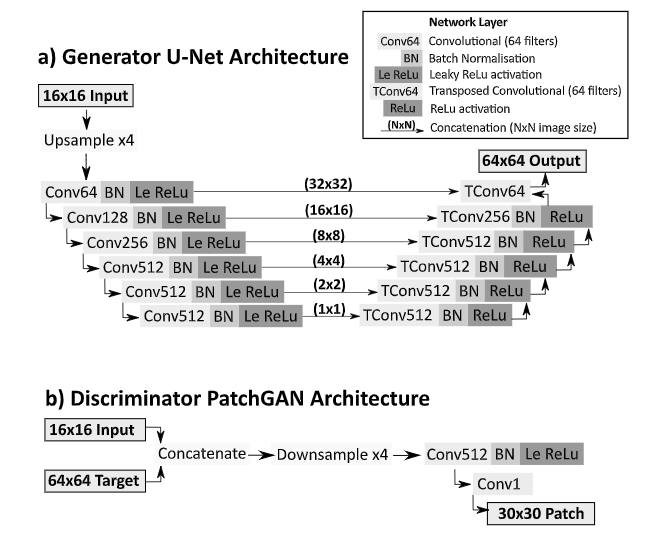 Network Layer
Conv64 Convolutional (64 filters)
BN Batch Normalisation
Le ReLu Leaky ReLu activation
TConv64 Transposed Convolutional (64 filters)
ReLu ReLu activation
(NxN) Concatenation (NxN image size)
a) Generator U-Net Architecture
16x16 Input
Upsample x4
64x64 Output
Conv64 BN Le ReLu (32x32) TConv64
Conv128 BN Le ReLu (16x16) TConv256 BN ReLu
Conv256 BN Le ReLu (8x8) TConv512 BN ReLu
Conv512 BN Le ReLu (4x4) TConv512 BN ReLu
Conv512 BN Le ReLu (2x2) TConv512 BN ReLu
Conv512 BN Le ReLu (1x1) TConv512 BN ReLu
b) Discriminator PatchGAN Architecture
16x16 Input
Concatenate Downsample x4 Conv512 BN Le ReLu
64x64 Target
Conv1
30x30 Patch